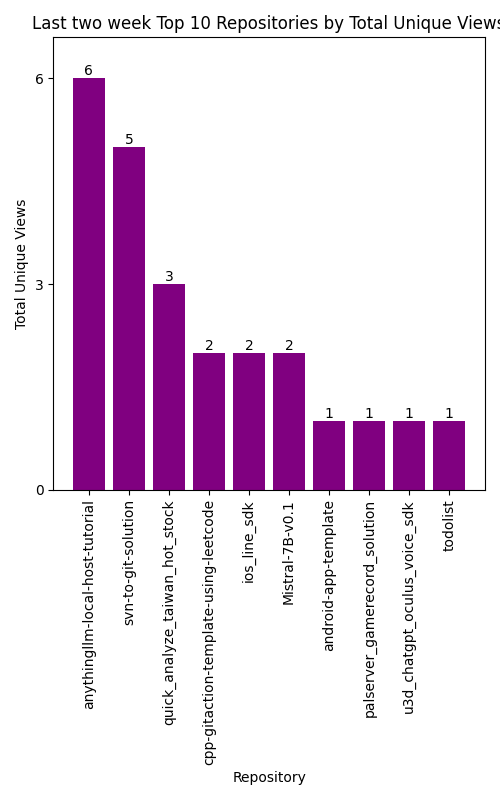 Last two week Top 10 Repositories by Total Unique Views
Total Unique Views
6
3
0
6
5
3
2
2
2
1
1
1
1
anythingllm-local-host-tutorial
svn-to-git-solution
quick_analyze_taiwan_hot_stock
cpp-gitaction-template-using-leetcode
ios_line_sdk
Mistral-7B-v0.1
android-app-template
palserver_gamerecord_solution
u3d_chatgpt_oculus_voice_sdk
todolist
Repository